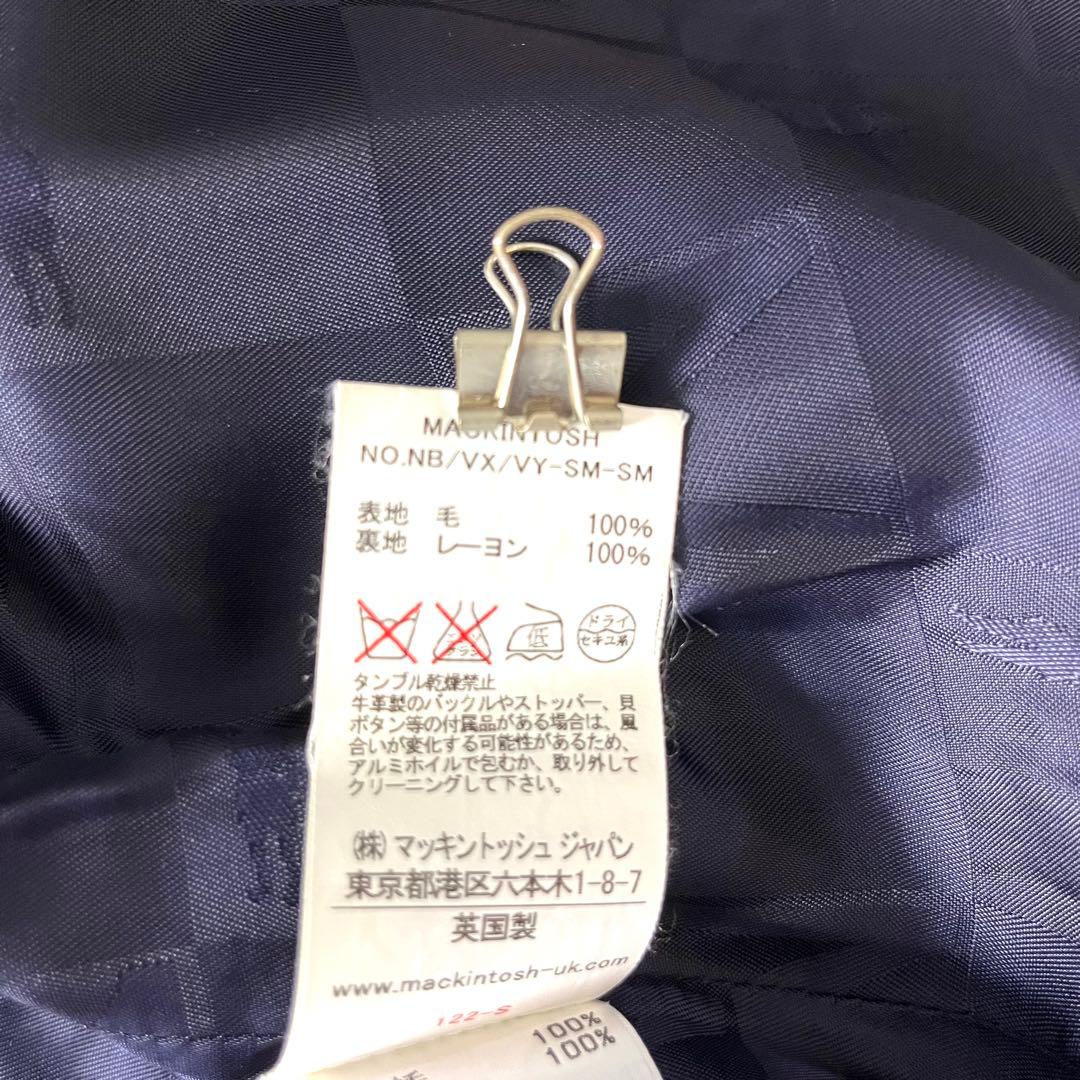 MACKINTOSH
NO.NB/VX/VY-SM-SM
表地 毛 100%
裏地 レーヨン 100%
低 ドライ
セキユ系
タンブル乾燥禁止
牛革製のバックルやストッパー、貝
ボタン等の付属品がある場合は、風
合いが変化する可能性があるため、
アルミホイルで包むか、取り外して
クリーニングして下さい。
㈱ マッキントッシュ ジャパン
東京都港区六本木1-8-7
英国製
www.mackintosh-uk.com
122-S
100%
100%